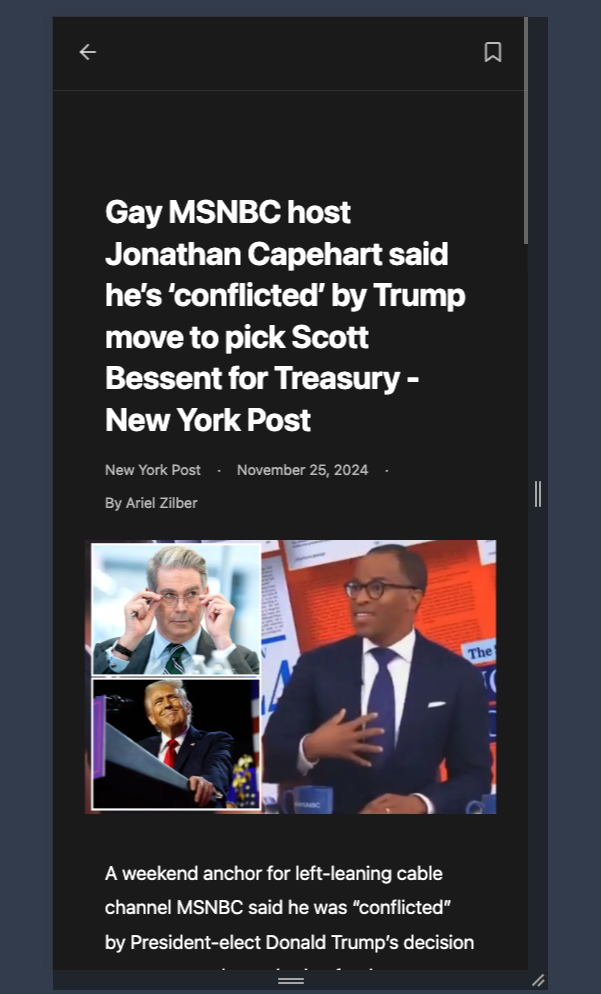 Gay MSNBC host
Jonathan Capehart said
he's ‘conflicted’ by Trump
move to pick Scott
Bessent for Treasury -
New York Post
New York Post · November 25, 2024 ·
By Ariel Zilber
The
MSNBC
A weekend anchor for left-leaning cable
channel MSNBC said he was “conflicted”
by President-elect Donald Trump's decision